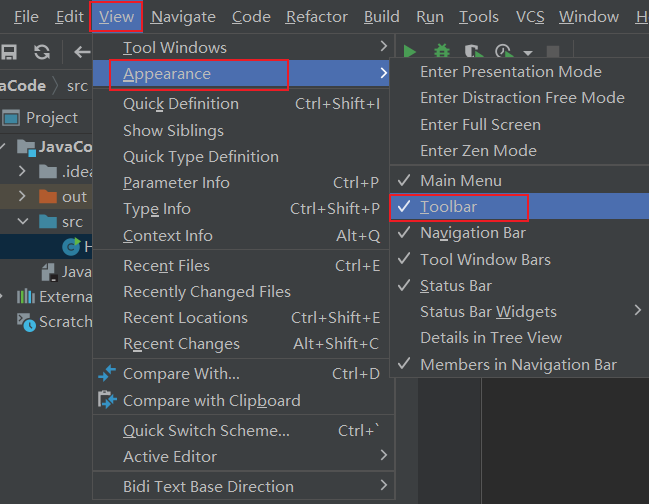 File Edit View Navigate Code Refactor Build Run Tools VCS Window H
aCode src
Project
JavaCo
.idea
out
src
H
Java
External
Scratch
Tool Windows
Appearance
Quick Definition Ctrl+Shift+I
Show Siblings
Quick Type Definition
Parameter Info Ctrl+P
Type Info Ctrl+Shift+P
Context Info Alt+Q
Recent Files Ctrl+E
Recently Changed Files
Recent Locations Ctrl+Shift+E
Recent Changes Alt+Shift+C
Compare With... Ctrl+D
Compare with Clipboard
Quick Switch Scheme... Ctrl+`
Active Editor
Bidi Text Base Direction
Enter Presentation Mode
Enter Distraction Free Mode
Enter Full Screen
Enter Zen Mode
Main Menu
Toolbar
Navigation Bar
Tool Window Bars
Status Bar
Status Bar Widgets
Details in Tree View
Members in Navigation Bar